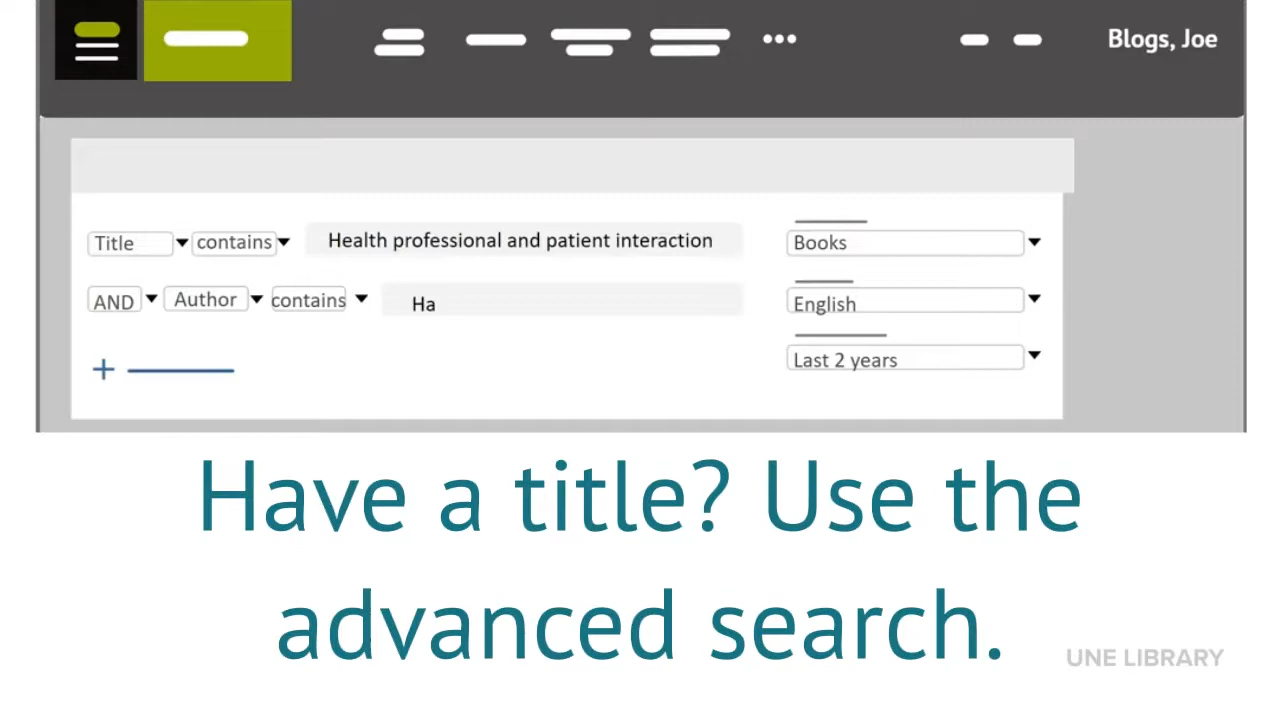 Blogs, Joe
Title contains Health professional and patient interaction Books
AND Author contains Ha English
Last 2 years
Have a title? Use the
advanced search.
UNE LIBRARY